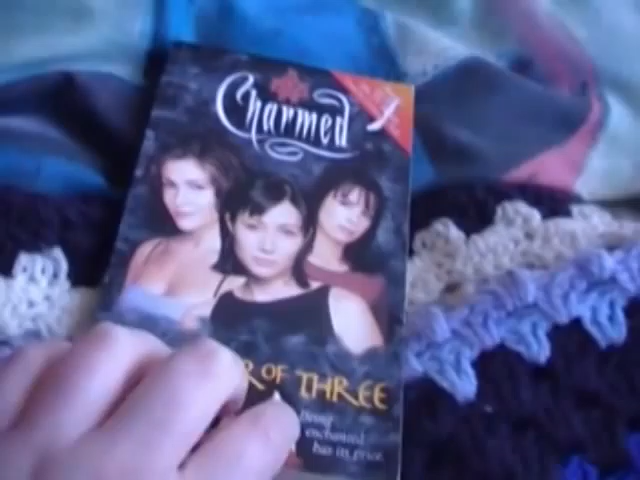 Charmed
R OF THREE
Being
enchanted
has its price.